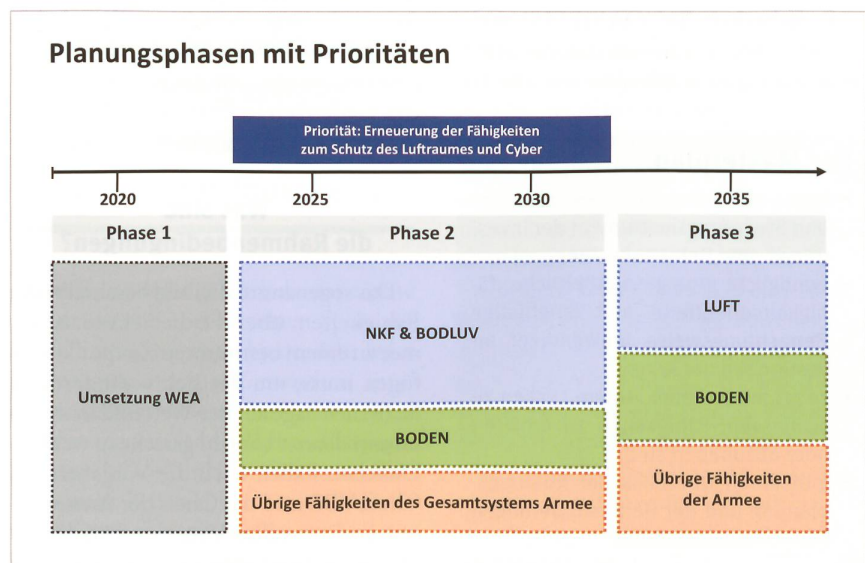 Planungsphasen mit Prioritäten
Priorität: Erneuerung der Fähigkeiten
zum Schutz des Luftraumes und Cyber
2020
2025
2030
2035
Phase 1
Phase 2
Phase 3
Umsetzung WEA
NKF & BODLUV
BODEN
Übrige Fähigkeiten des Gesamtsystems Armee
LUFT
BODEN
Übrige Fähigkeiten
der Armee